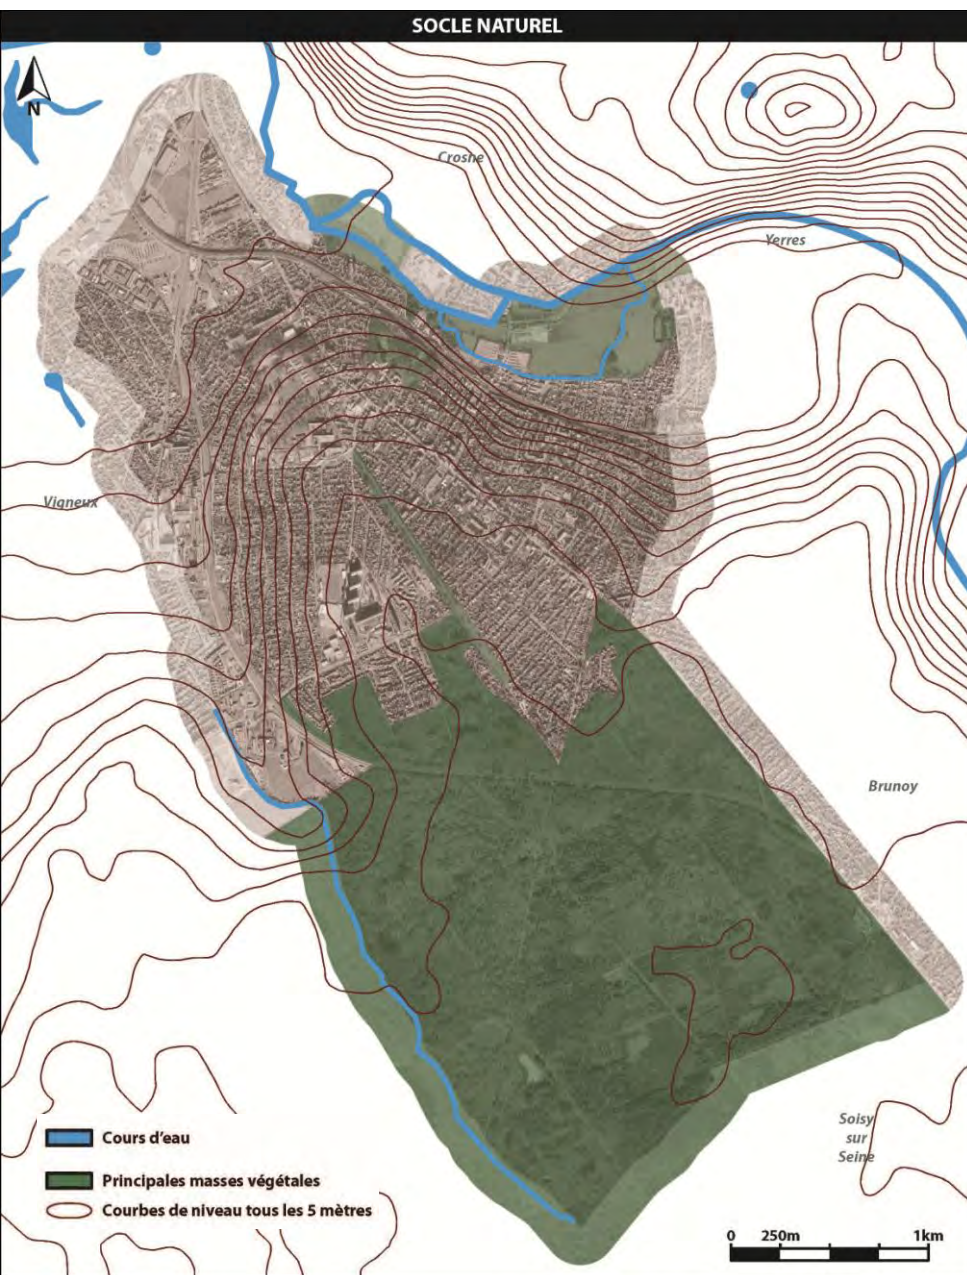 SOCLE NATUREL
N
Crosne
Yerres
Vigneux
Brunoy
Soisy
sur
Seine
Cours d'eau
Principales masses végétales
Courbes de niveau tous les 5 mètres
0 250m 1km